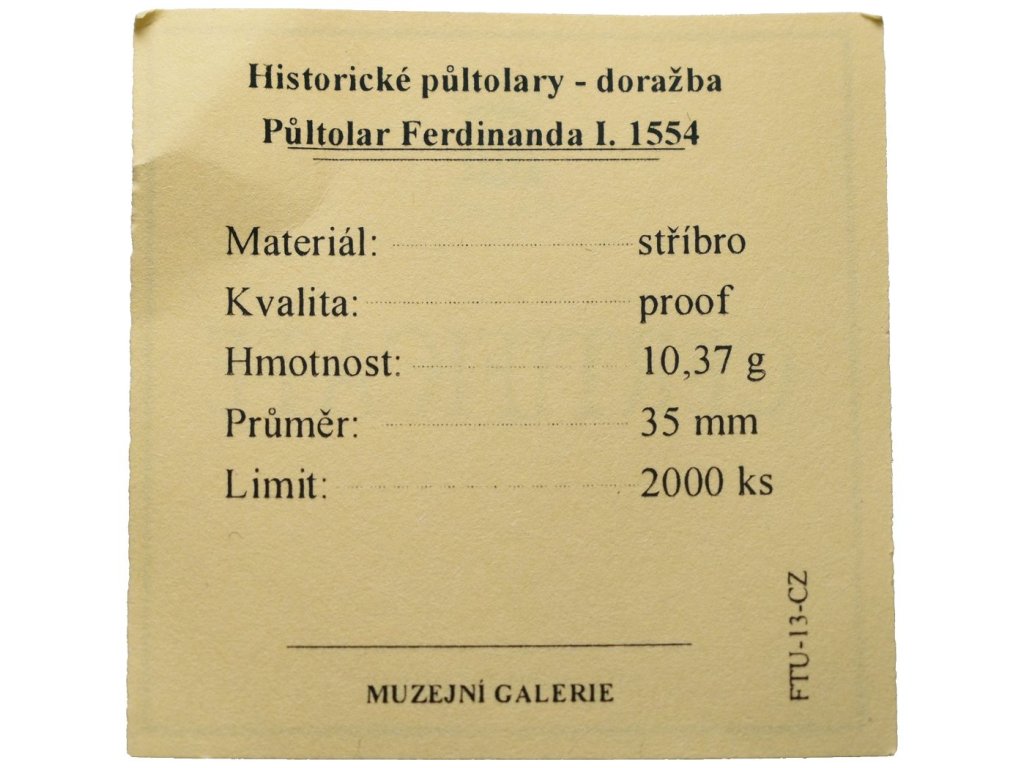 Historické půltolary - doražba
Půltolar Ferdinanda I. 1554
Materiál: stříbro
Kvalita: proof
Hmotnost: 10,37 g
Průměr: 35 mm
Limit: 2000 ks
FTU-13-CZ
MUZEJNÍ GALERIE